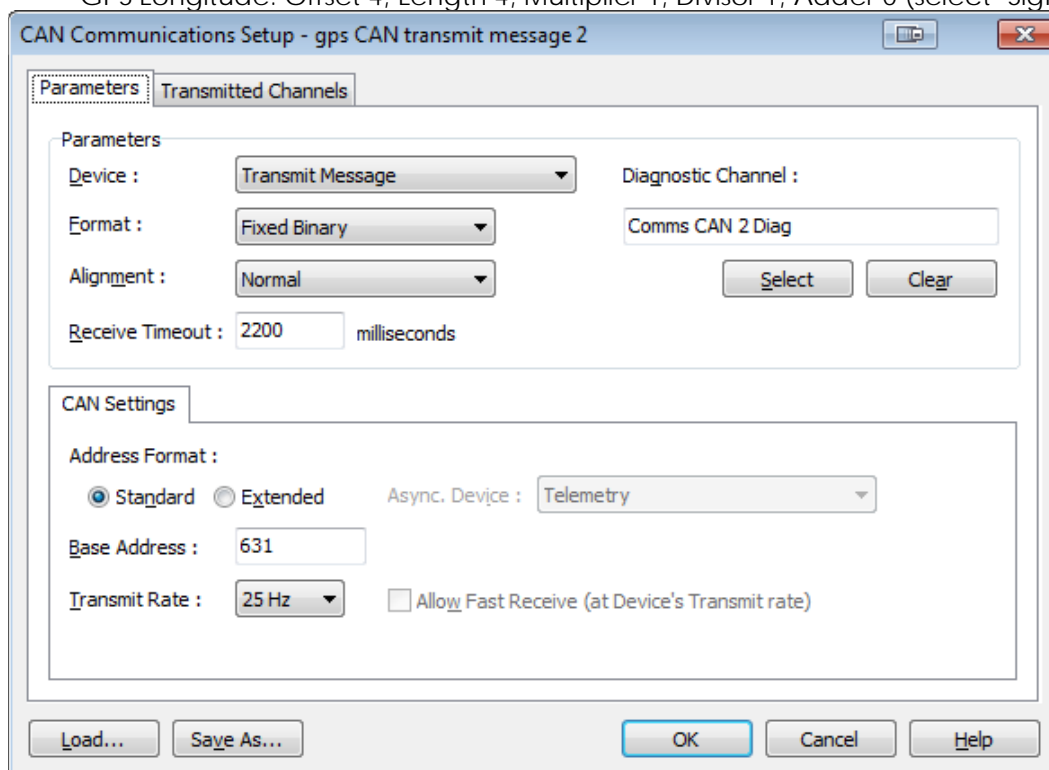 GPS Longitude: Offset 4, Length 4, Multiplier 1, Divisor 1, Adder 0 (select
CAN Communications Setup - gps CAN transmit message 2
Parameters Transmitted Channels
Parameters
Device : Transmit Message Diagnostic Channel :
Format : Fixed Binary Comms CAN 2 Diag
Alignment : Normal Select Clear
Receive Timeout : 2200 milliseconds
CAN Settings
Address Format :
Standard Extended Async. Device : Telemetry
Base Address : 631
Transmit Rate : 25 Hz Allow Fast Receive (at Device's Transmit rate)
Load... Save As... OK Cancel Help